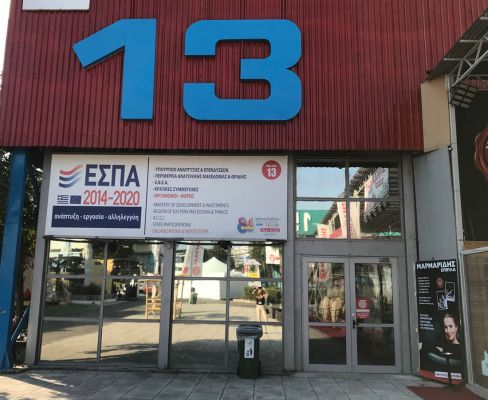 13
ΕΣΠΑ
2014-2020
ανάπτυξη - εργασία - αλληλεγγύη
- ΥΠΟΥΡΓΕΙΟ ΑΝΑΠΤΥΞΗΣ & ΕΠΕΝΔΥΣΕΩΝ
- ΠΕΡΙΦΕΡΕΙΑ ΑΝΑΤΟΛΙΚΗΣ ΜΑΚΕΔΟΝΙΑΣ & ΘΡΑΚΗΣ
- ΚΡΑΤΙΚΕΣ ΣΥΜΜΕΤΟΧΕΣ
- ΟΡΓΑΝΙΣΜΟΙ - ΦΟΡΕΙΣ
MINISTRY OF DEVELOPMENT & INVESTMENTS
REGION OF EASTERN MACEDONIA & THRACE
STATE PARTICIPATIONS
- ORGANIZATIONS & INSTITUTIONS
13
ΜΑΡΜΑΡΙΔΗΣ
ΕΠΙΠΛΑ